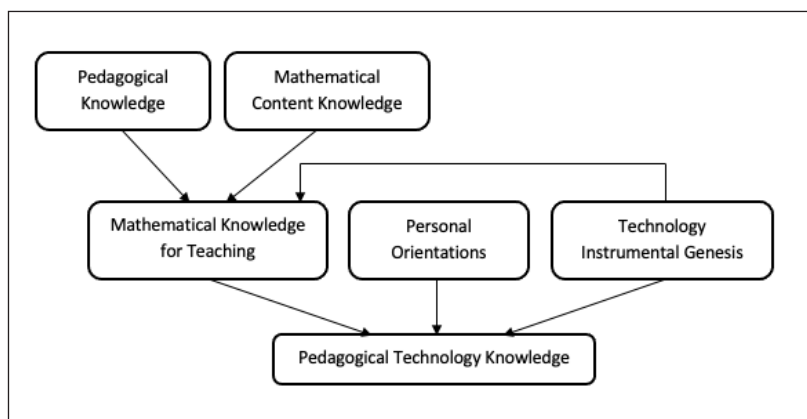 Pedagogical
Knowledge
Mathematical
Content Knowledge
Mathematical Knowledge
for Teaching
Personal
Orientations
Technology
Instrumental Genesis
Pedagogical Technology Knowledge